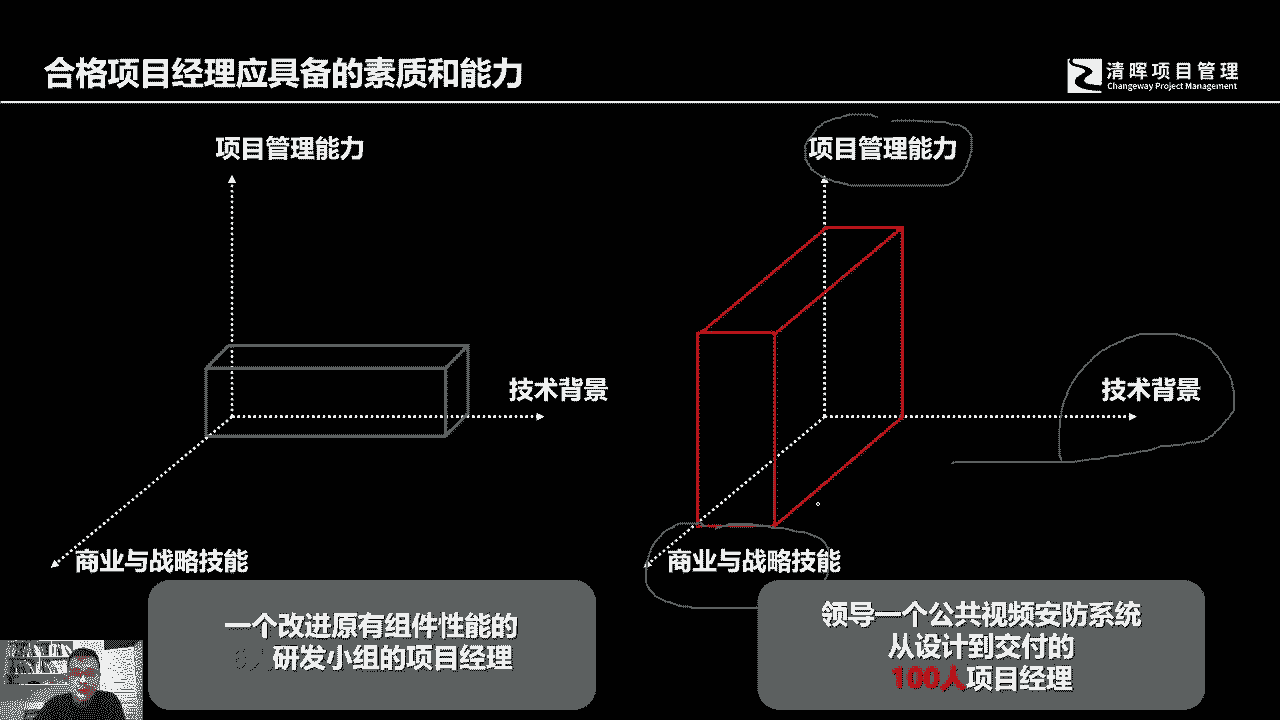 合格项目经理应具备的素质和能力
清晖项目管理
Changeway Project Management
项目管理能力
技术背景
商业与战略技能
一个改进原有组件性能的
研发小组的项目经理
项目管理能力
技术背景
商业与战略技能
领导一个公共视频安防系统
从设计到交付的
100人项目经理